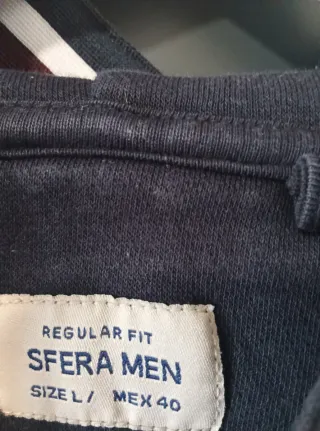 REGULAR FIT
SFERA MEN
SIZE L / MEX 40